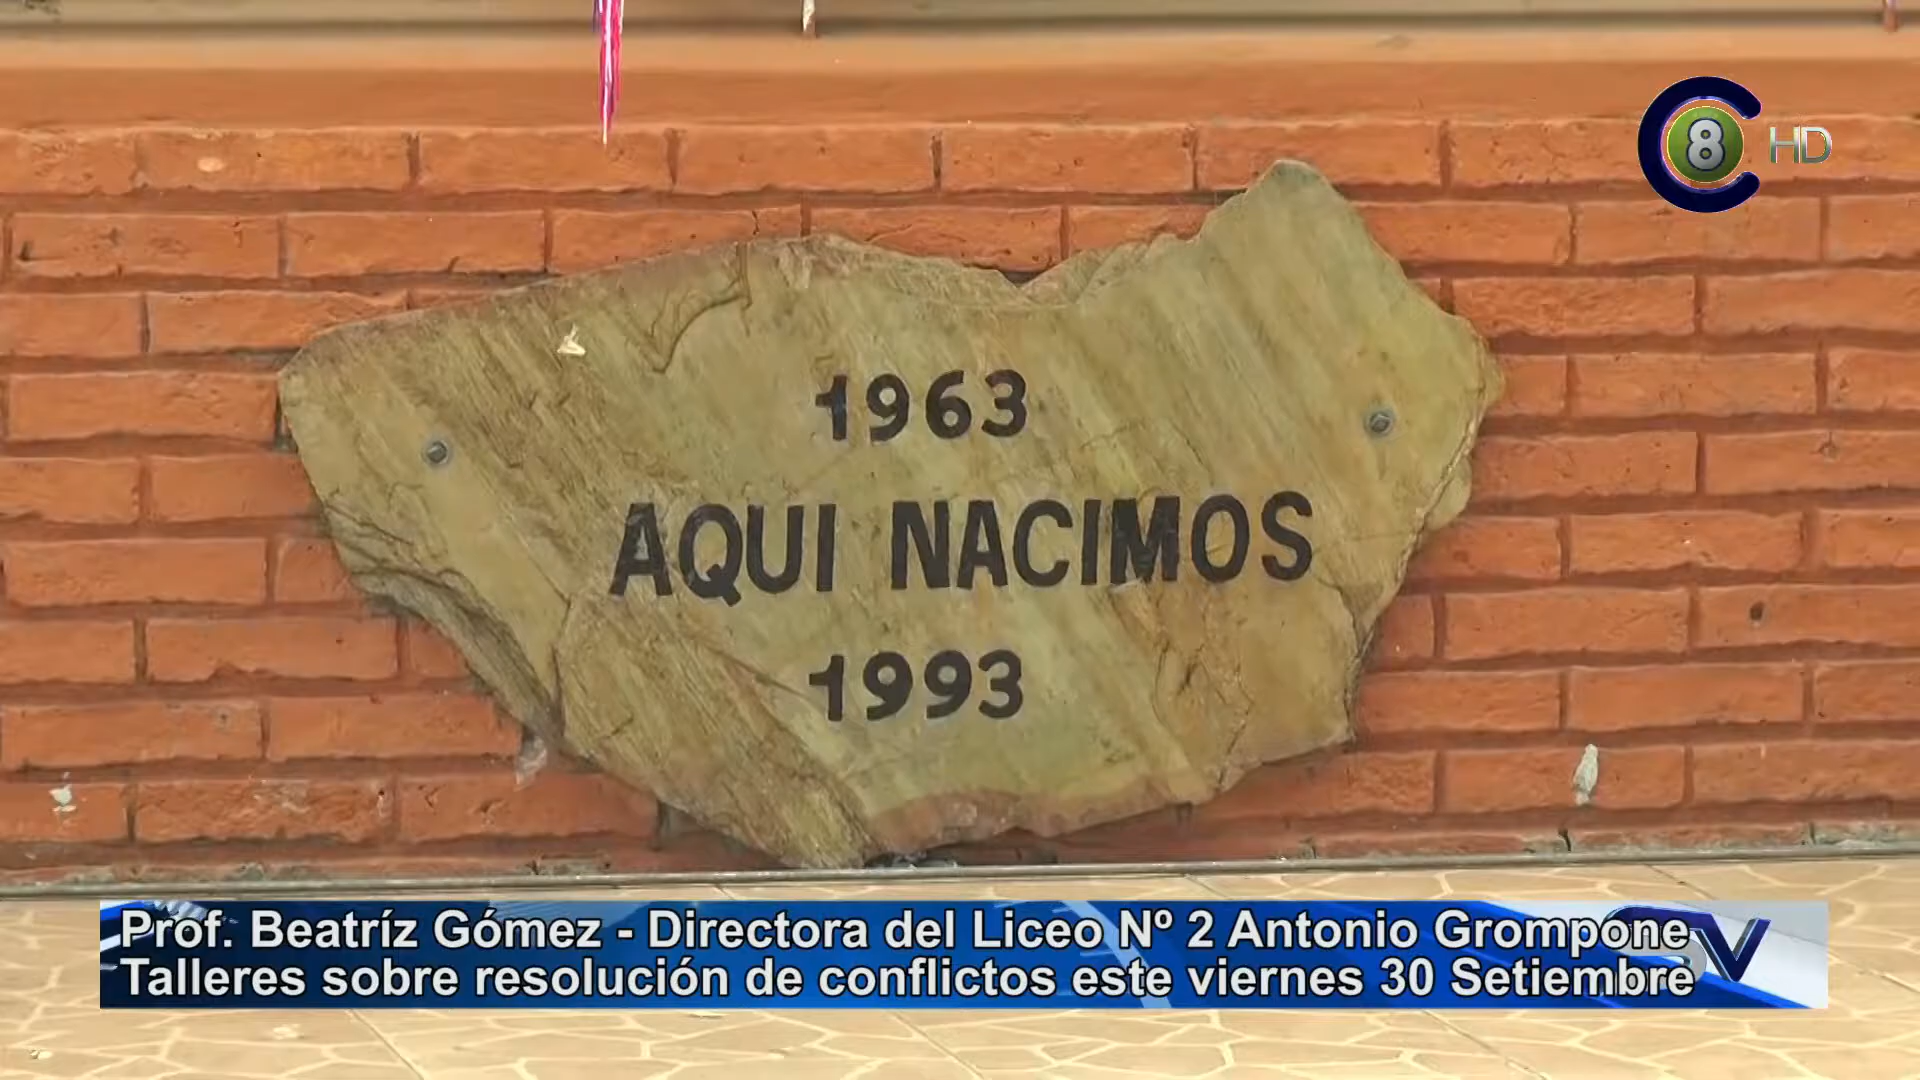 8 HD
1963
AQUI NACIMOS
1993
Prof. Beatríz Gómez - Directora del Liceo Nº 2 Antonio Grompone
Talleres sobre resolución de conflictos este viernes 30 Setiembre
SV